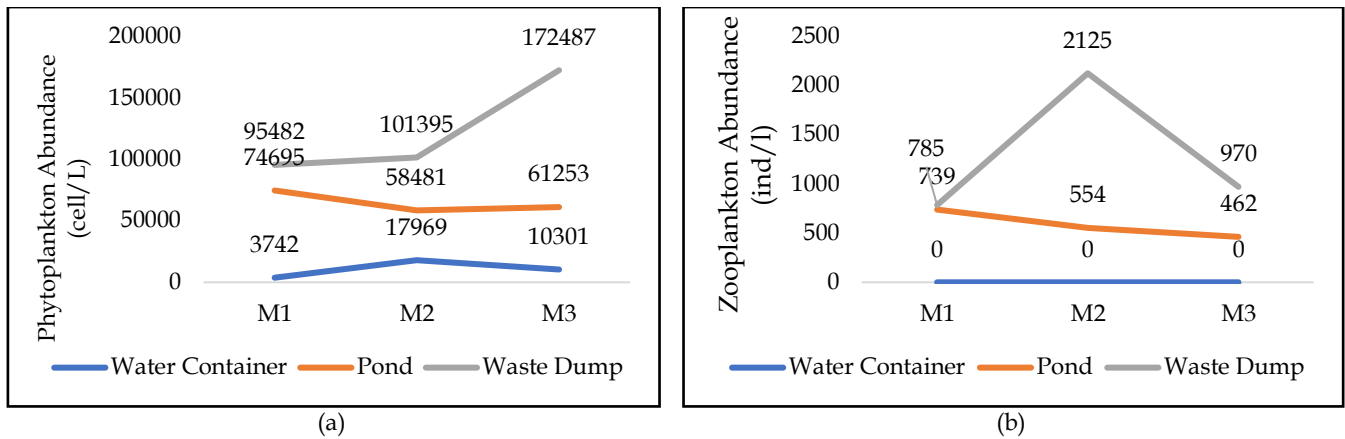 Phytoplankton Abundance
(cell/L)
200000
150000
100000
50000
0
172487
95482
101395
74695
58481
61253
3742
17969
10301
M1 M2 M3
Water Container Pond Waste Dump
(a)
Zooplankton Abundance
(ind/l)
2500
2000
1500
1000
500
0
2125
785
970
739
554
462
0 0 0
M1 M2 M3
Water Container Pond Waste Dump
(b)